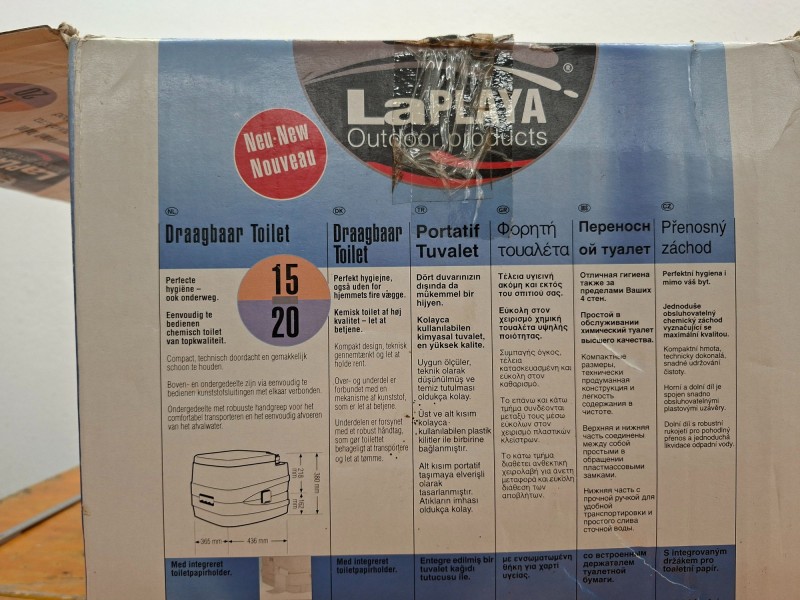 LaPLAYA
®
Outdoor products
Neu-New
Nouveau
20
NL
Draagbaar Toilet
15
20
Perfecte
hygiëne –
ook onderweg.
Eenvoudig te
bedienen
chemisch toilet
van topkwaliteit.
Compact, technisch doordacht en gemakkelijk
schoon te houden.
Boven- en ondergedeelte zijn via eenvoudig te
bedienen kunststofsluitingen met elkaar verbonden.
Ondergedeelte met robuuste handgreep voor het
comfortabel transporteren en het eenvoudig afvoeren
van het afvalwater.
218
mm
162
mm
380 mm
365 mm
436 mm
Med integreret
toiletpapirholder.
DK
Draagbaar
Toilet
Perfekt hygiejne,
også uden for
hjemmets fire vægge.
Kemisk toilet af høj
kvalitet – let at
betjene.
Kompakt design, teknisk
gennemtænkt og let at
holde rent.
Over- og underdel er
forbundet med en
mekanisme af kunststof,
som er let at betjene.
Underdelen er forsynet
med et robust håndtag,
som gør toilettet
behageligt at transportere
og let at tømme.
Med integreret
toiletpapirholder.
TR
Portatif
Tuvalet
Dört duvarınızın
dışında da
mükemmel bir
hijyen.
Kolayca
kullanılabilen
kimyasal tuvalet,
en yüksek kalite.
Uygun ölçüler,
teknik olarak
düşünülmüş ve
temiz tutulması
oldukça kolay.
Üst ve alt kısım
kolayca
kullanılabilen plastik
kilitler ile birbirine
bağlanmıştır.
Alt kısım portatif
taşımaya elverişli
olarak
tasarlanmıştır.
Atıkların imhası
oldukça kolay.
Entegre edilmiş bir
tuvalet kağıdı
tutucusu ile.
GR
Φορητή
τουαλέτα
Τέλεια υγιεινή
ακόμη και εκτός
του σπιτιού σας.
Εύκολη στον
χειρισμό χημική
τουαλέτα υψηλής
ποιότητας.
Συμπαγής όγκος,
τέλεια
κατασκευασμένη και
εύκολη στον
καθαρισμό.
Το επάνω και κάτω
τμήμα συνδέονται
μεταξύ τους μέσω
εύκολων στον
χειρισμό πλαστικών
κλείστρων.
Το κάτω τμήμα
διαθέτει ανθεκτική
χειρολαβή για άνετη
μεταφορά και εύκολη
διάθεση των
αποβλήτων.
με ενσωματωμένη
θήκη για χαρτί
υγείας.
BE
Переносн
ой туалет
Отличная гигиена
также за
пределами Ваших
4 стен.
Простой в
обслуживании
химический туалет
высшего качества.
Компактные
размеры,
технически
продуманная
конструкция и
легкость
содержания в
чистоте.
Верхняя и нижняя
часть соединены
между собой
простыми в
обращении
пластмассовыми
замками.
Нижняя часть с
прочной ручкой для
удобной
транспортировки и
простого слива
сточной воды.
со встроенным
держателем
туалетной
бумаги.
CZ
Přenosný
záchod
Perfektní hygiena i
mimo váš byt.
Jednoduše
obsluhovatelný
chemický záchod
vyznačující se
maximální kvalitou.
Kompaktní hmota,
technicky dokonalá,
snadné udržování
čistoty.
Horní a dolní díl je
spojen snadno
obsluhovatelnými
plastovými uzávěry.
Dolní díl s robustní
rukojetí pro pohodlný
přenos a jednoduchá
likvidace odpadní vody.
S integrovaným
držákem pro
toaletní papír.